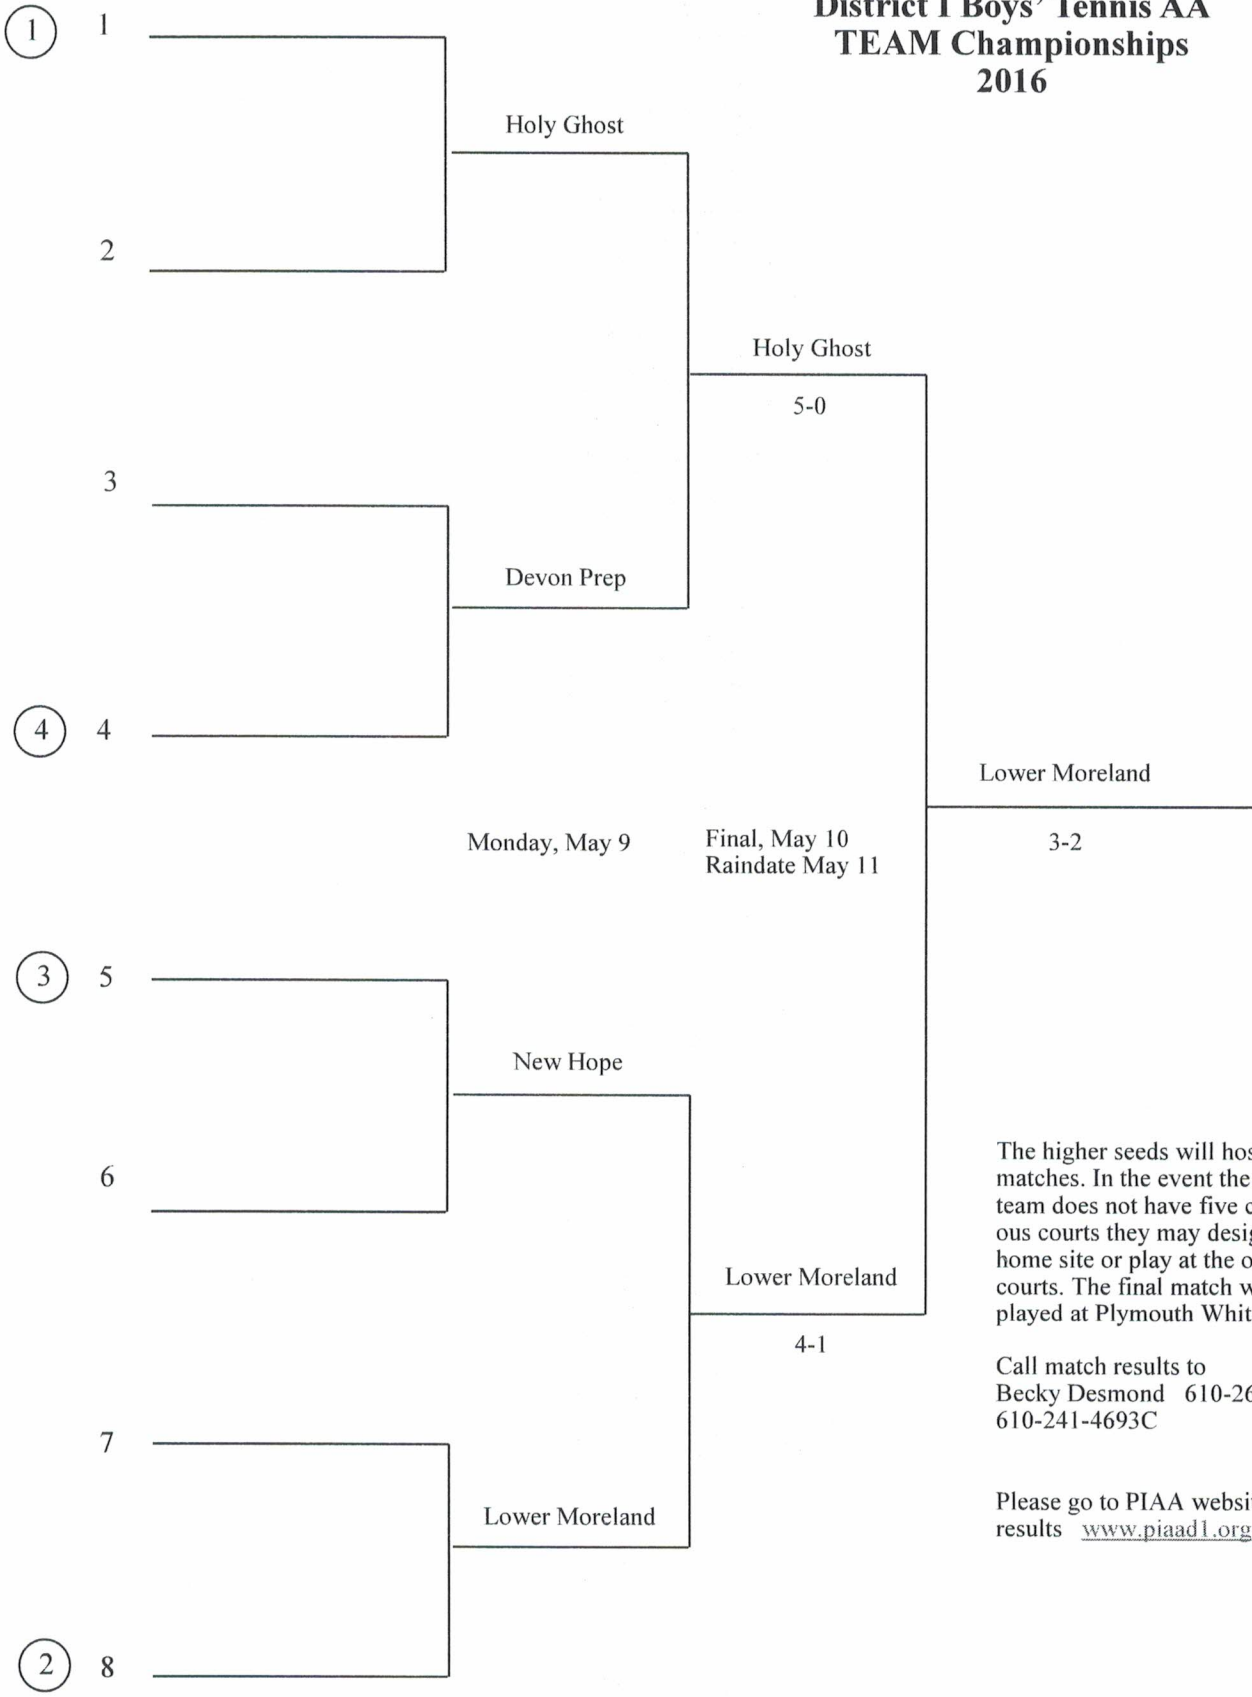 District 1 Boys' Tennis AA
TEAM Championships
2016
1 1
Holy Ghost
2
Holy Ghost
5-0
3
Devon Prep
4 4
Lower Moreland
3-2
Monday, May 9
Final, May 10
Raindate May 11
3 5
New Hope
6
Lower Moreland
4-1
7
Lower Moreland
2 8
The higher seeds will hos
matches. In the event the
team does not have five c
ous courts they may desig
home site or play at the o
courts. The final match w
played at Plymouth Whit
Call match results to
Becky Desmond 610-26
610-241-4693C
Please go to PIAA websi
results www.piaad1.org